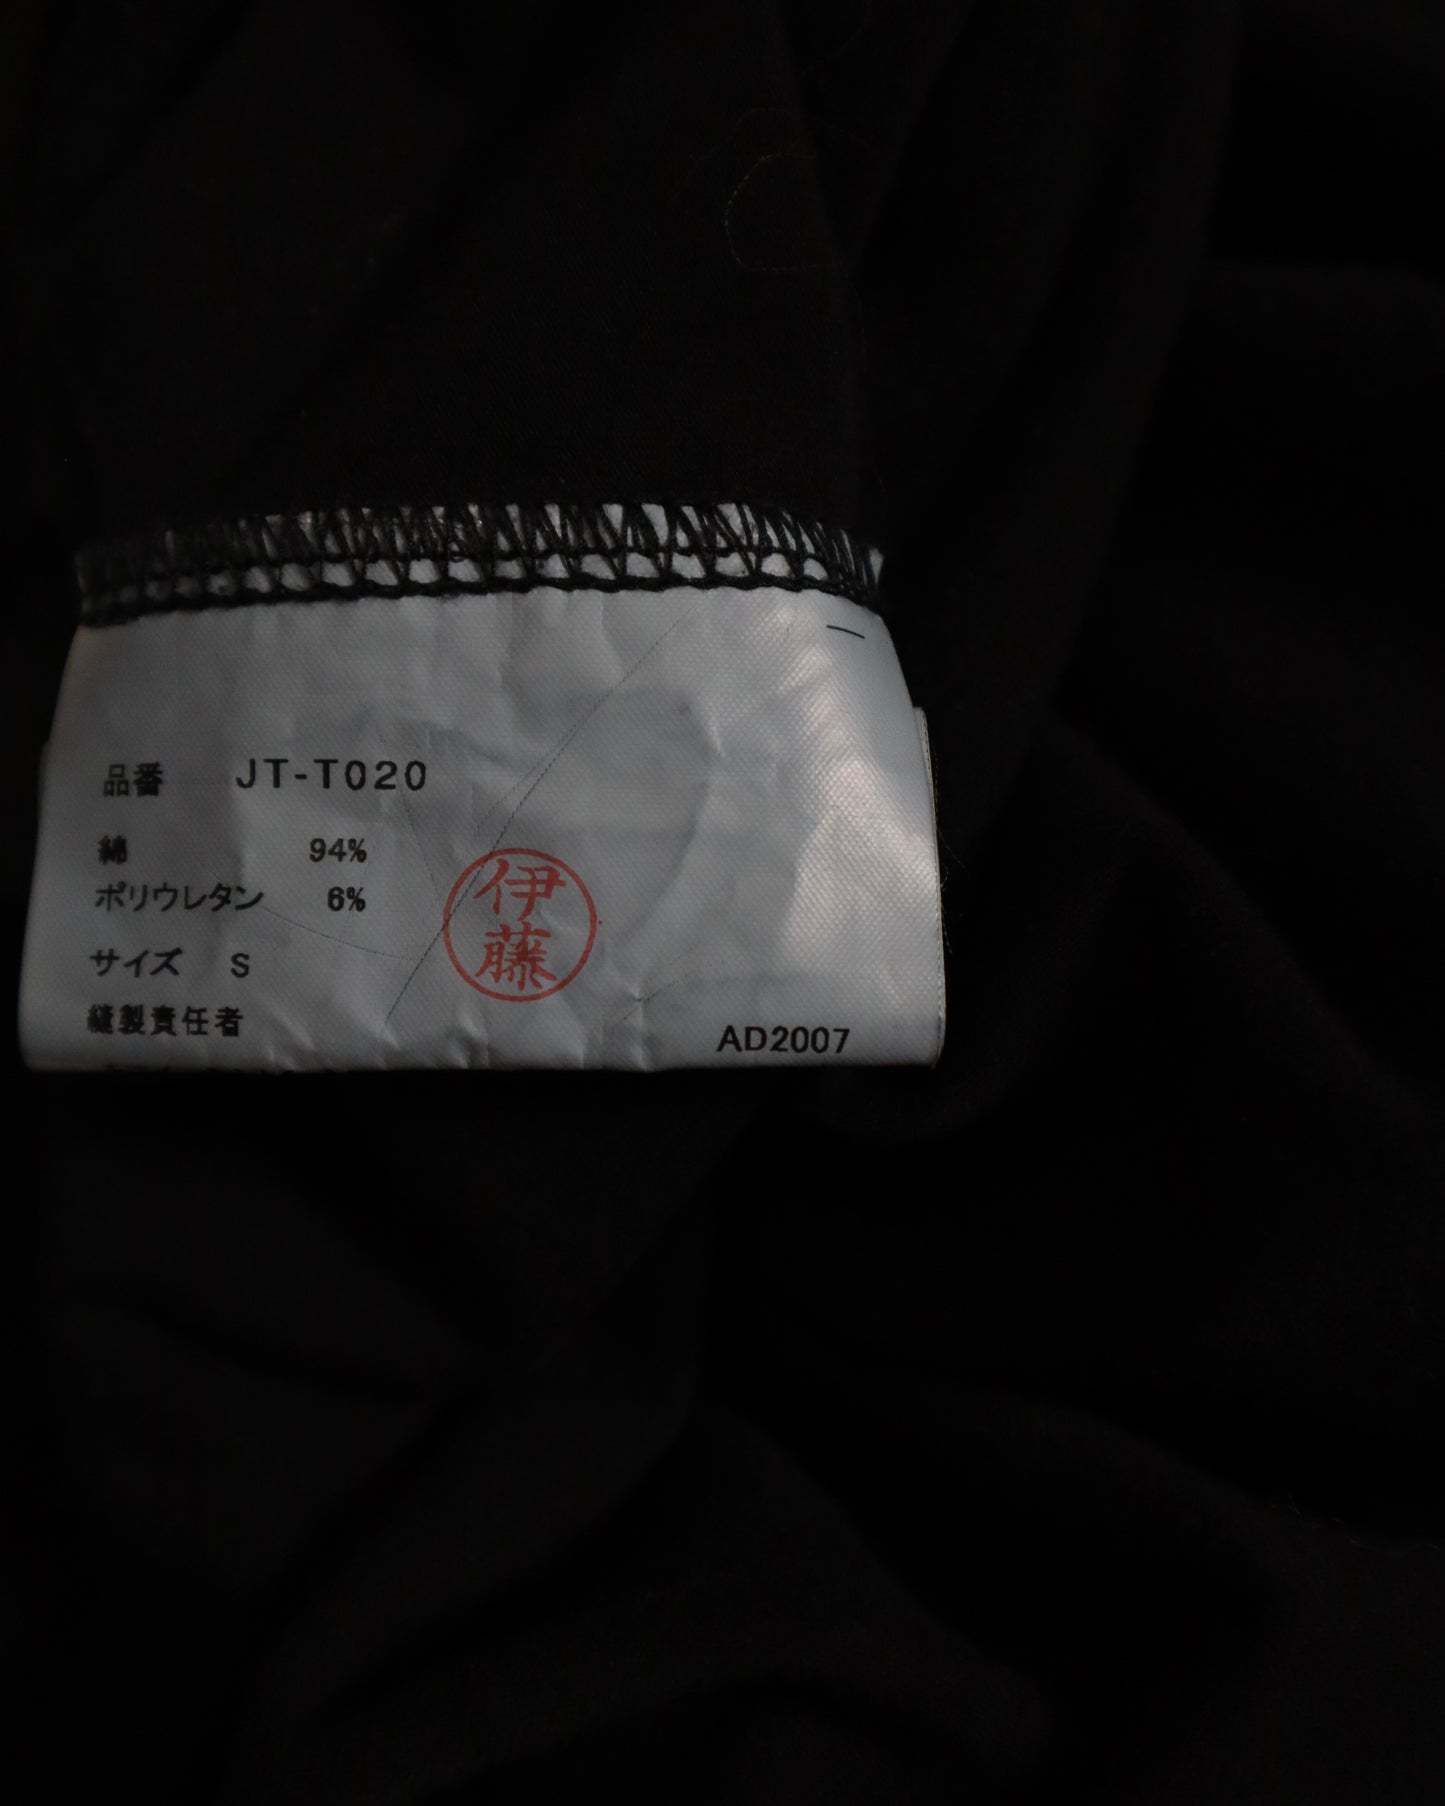 品番 JT-T020
綿 94%
ポリウレタン 6%
伊藤
サイズ S
縫製責任者
AD2007